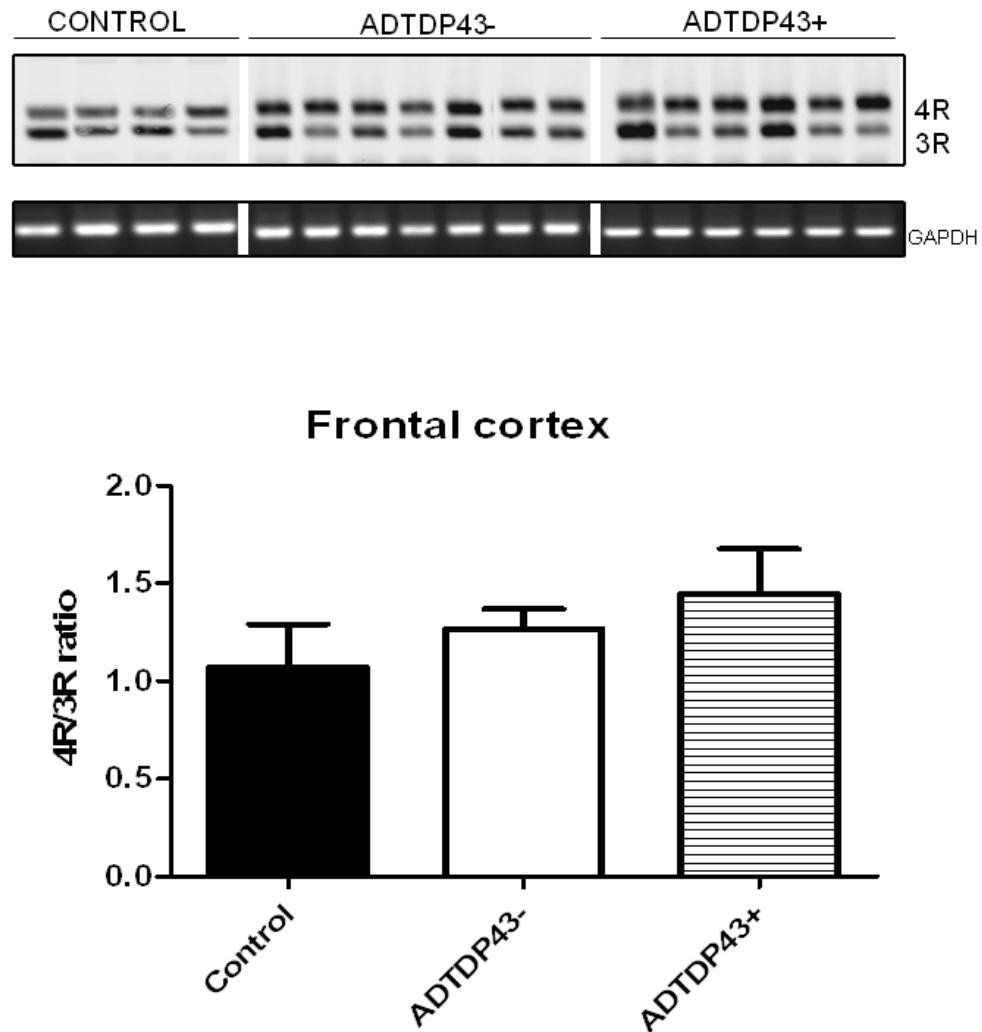 CONTROL ADTDP43- ADTDP43+
4R
3R
GAPDH
Frontal cortex
2.0
1.5
1.0
0.5
0.0
4R/3R ratio
Control
ADTDP43-
ADTDP43+